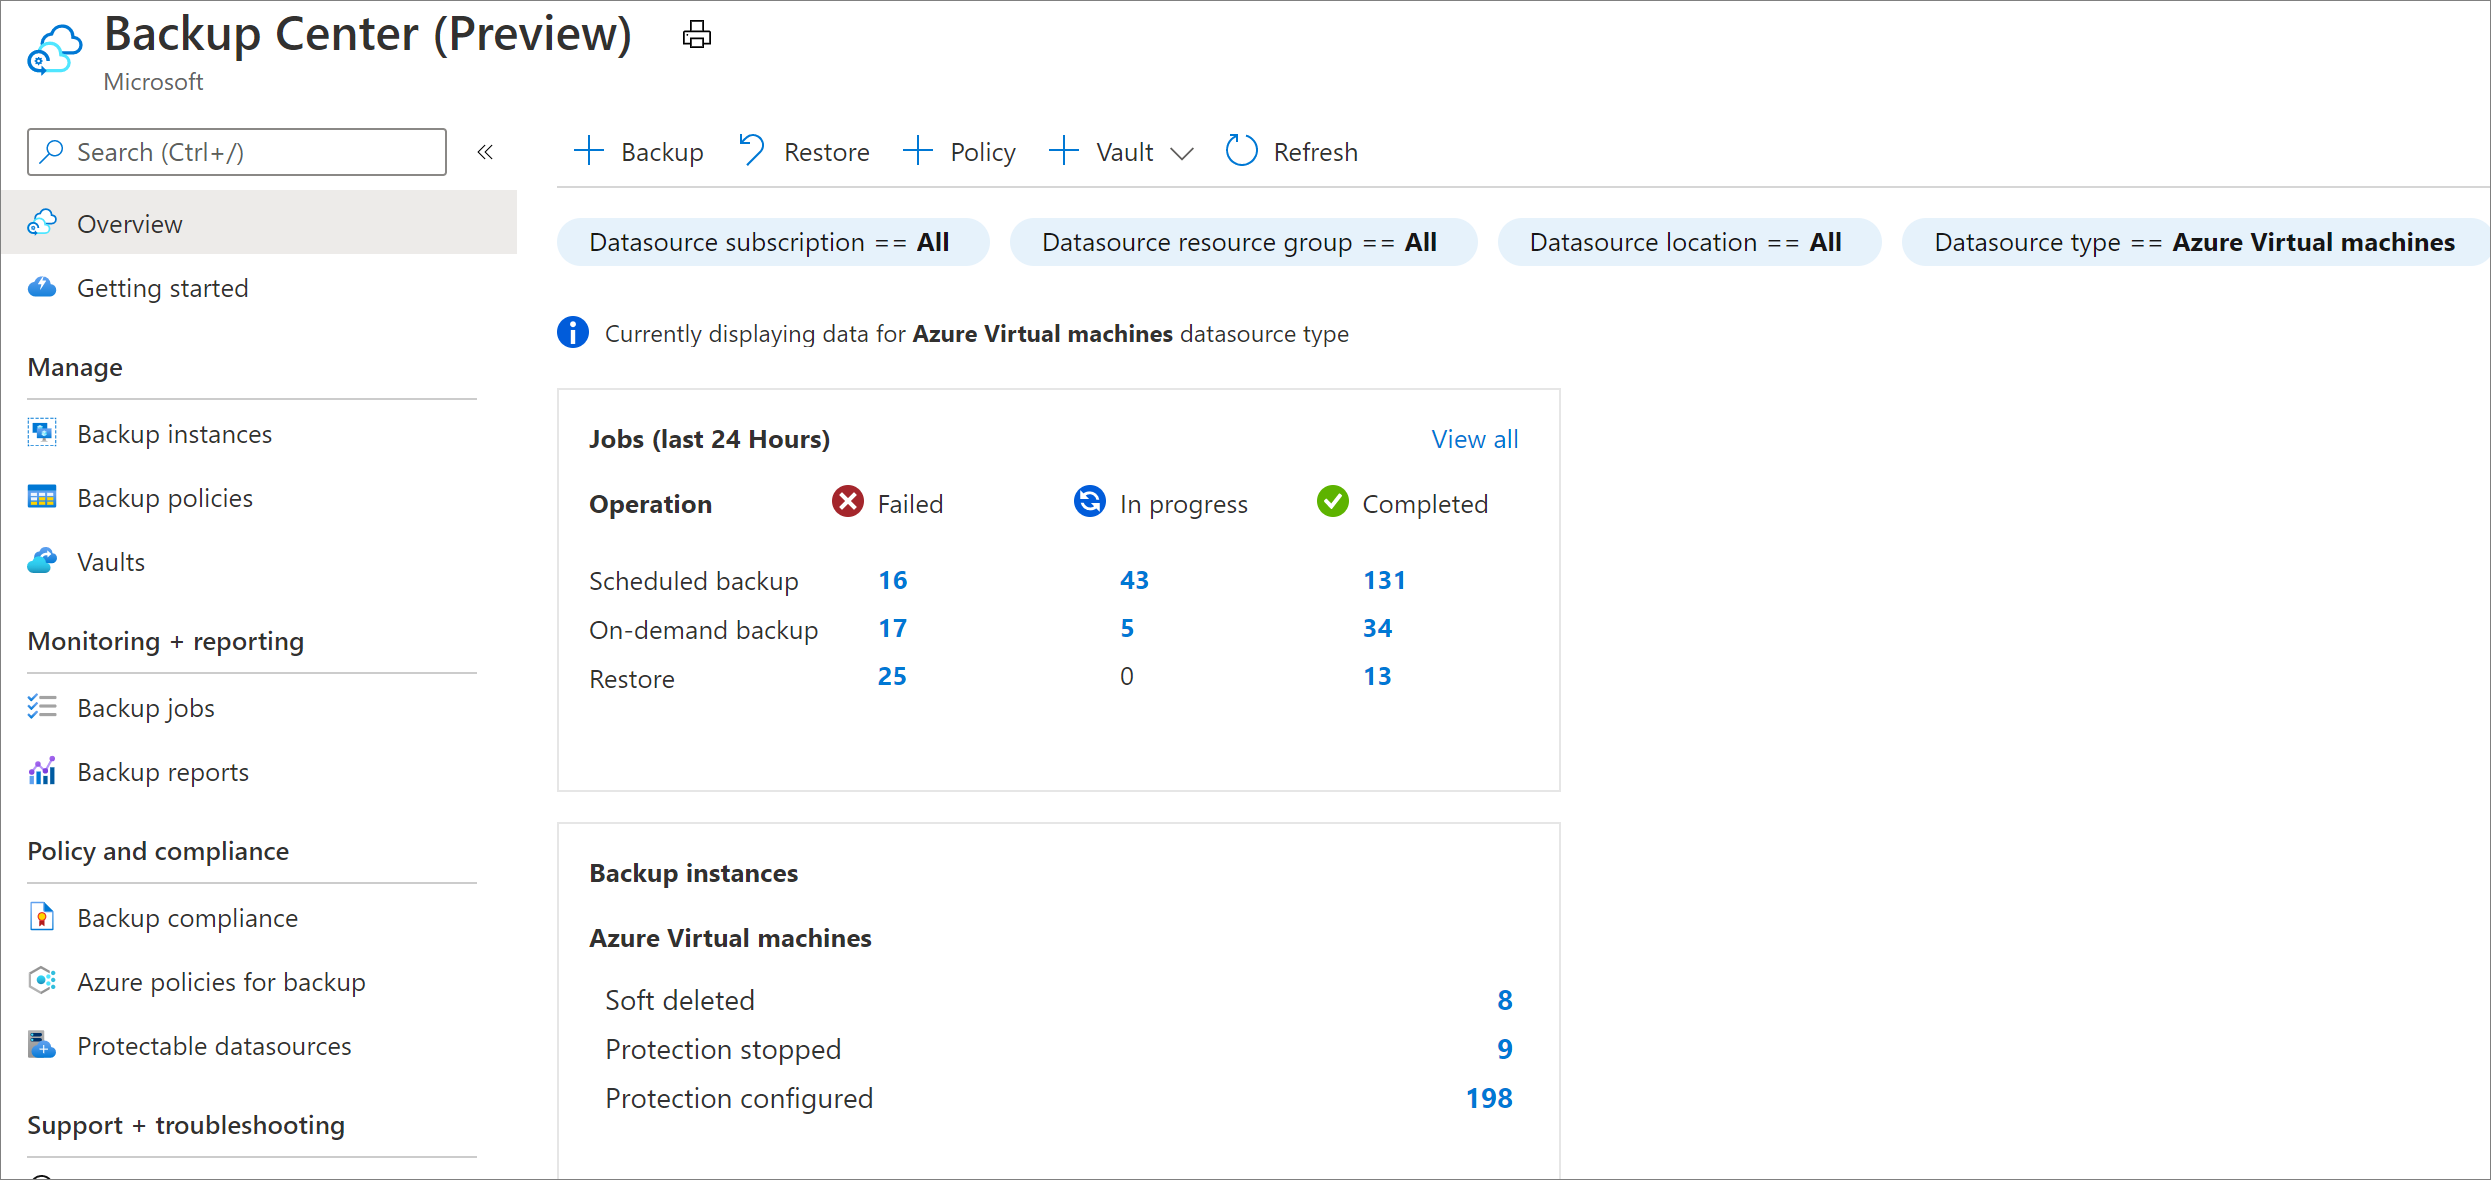 Backup Center (Preview)
Microsoft
Search (Ctrl+/)
«
Overview
Getting started
Manage
Backup instances
Backup policies
Vaults
Monitoring + reporting
Backup jobs
Backup reports
Policy and compliance
Backup compliance
Azure policies for backup
Protectable datasources
Support + troubleshooting
Backup Restore Policy Vault Refresh
Datasource subscription == All Datasource resource group == All Datasource location == All Datasource type == Azure Virtual machines
Currently displaying data for Azure Virtual machines datasource type
Jobs (last 24 Hours) View all
Operation Failed In progress Completed
Scheduled backup 16 43 131
On-demand backup 17 5 34
Restore 25 0 13
Backup instances
Azure Virtual machines
Soft deleted 8
Protection stopped 9
Protection configured 198